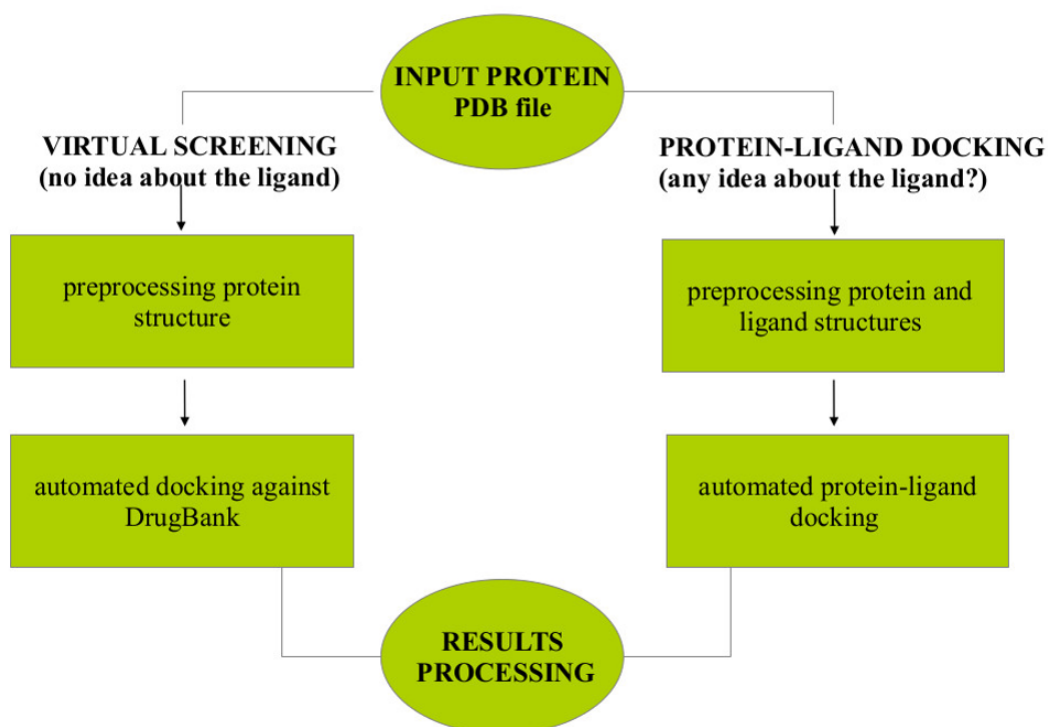 INPUT PROTEIN
PDB file
VIRTUAL SCREENING
(no idea about the ligand)
PROTEIN-LIGAND DOCKING
(any idea about the ligand?)
preprocessing protein
structure
preprocessing protein and
ligand structures
automated docking against
DrugBank
automated protein-ligand
docking
RESULTS
PROCESSING